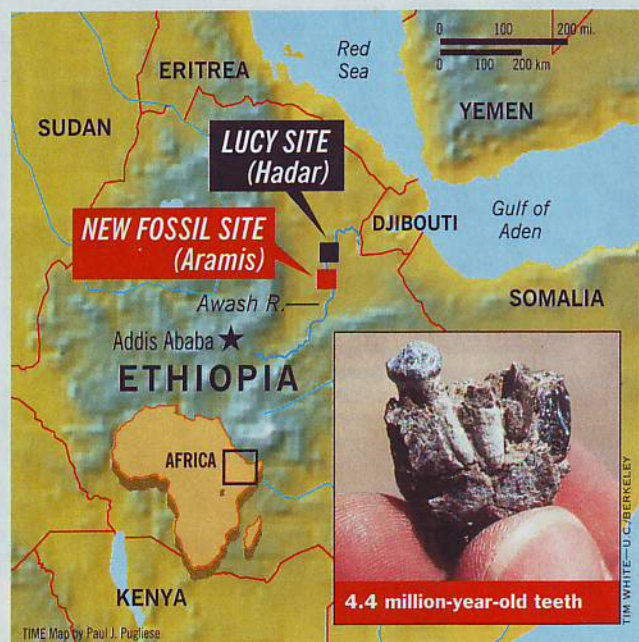 0 100 200 mi.
0 100 200 km
Red
Sea
ERITREA
YEMEN
SUDAN
LUCY SITE
(Hadar)
DJIBOUTI
Gulf of
Aden
NEW FOSSIL SITE
(Aramis)
SOMALIA
Awash R.
Addis Ababa
ETHIOPIA
AFRICA
KENYA
4.4 million-year-old teeth
TIM WHITE—U.C./BERKELEY
TIME Map by Paul J. Pugliese